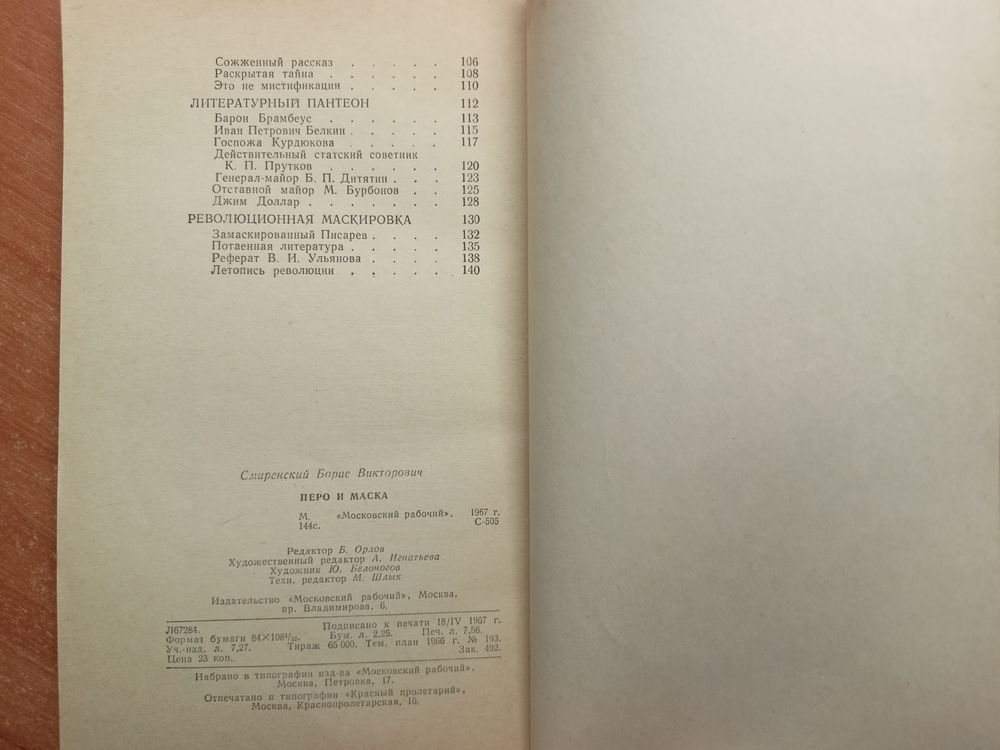 Сожженный рассказ . . . . . 106
Раскрытая тайна . . . . . . 108
Это не мистификации . . . . . 110
ЛИТЕРАТУРНЫЙ ПАНТЕОН 112
Барон Брамбеус . . . . . . 113
Иван Петрович Белкин . . . . . 115
Госпожа Курдюкова . . . . . 117
Действительный статский советник
К. П. Прутков . . . . . . 120
Генерал-майор Б. П. Дитятин . . . 123
Отставной майор М. Бурбонов . . 125
Джим Доллар . . . . . . . 128
РЕВОЛЮЦИОННАЯ МАСКИРОВКА 130
Замаскированный Писарев . . . . 132
Потаенная литература . . . . . 135
Реферат В. И. Ульянова . . . . 138
Летопись революции . . . . . 140
Смиренский Борис Викторович
ПЕРО И МАСКА
М. «Московский рабочий», 1967 г.
144с. С-505
Редактор Б. Орлов
Художественный редактор А. Игнатьева
Художник Ю. Белоногов
Техн. редактор М. Шлык
Издательство «Московский рабочий», Москва,
пр. Владимирова, 6.
Л67284. Подписано к печати 18/IV 1967 г.
Формат бумаги 84×108¹/₃₂. Бум. л. 2,25. Печ. л. 7,56.
Уч.-изд. л. 7,27. Тираж 65 000. Тем. план 1966 г. № 193.
Цена 23 коп. Зак. 492.
Набрано в типографии изд-ва «Московский рабочий»,
Москва, Петровка, 17.
Отпечатано в типографии «Красный пролетарий»,
Москва, Краснопролетарская, 16.